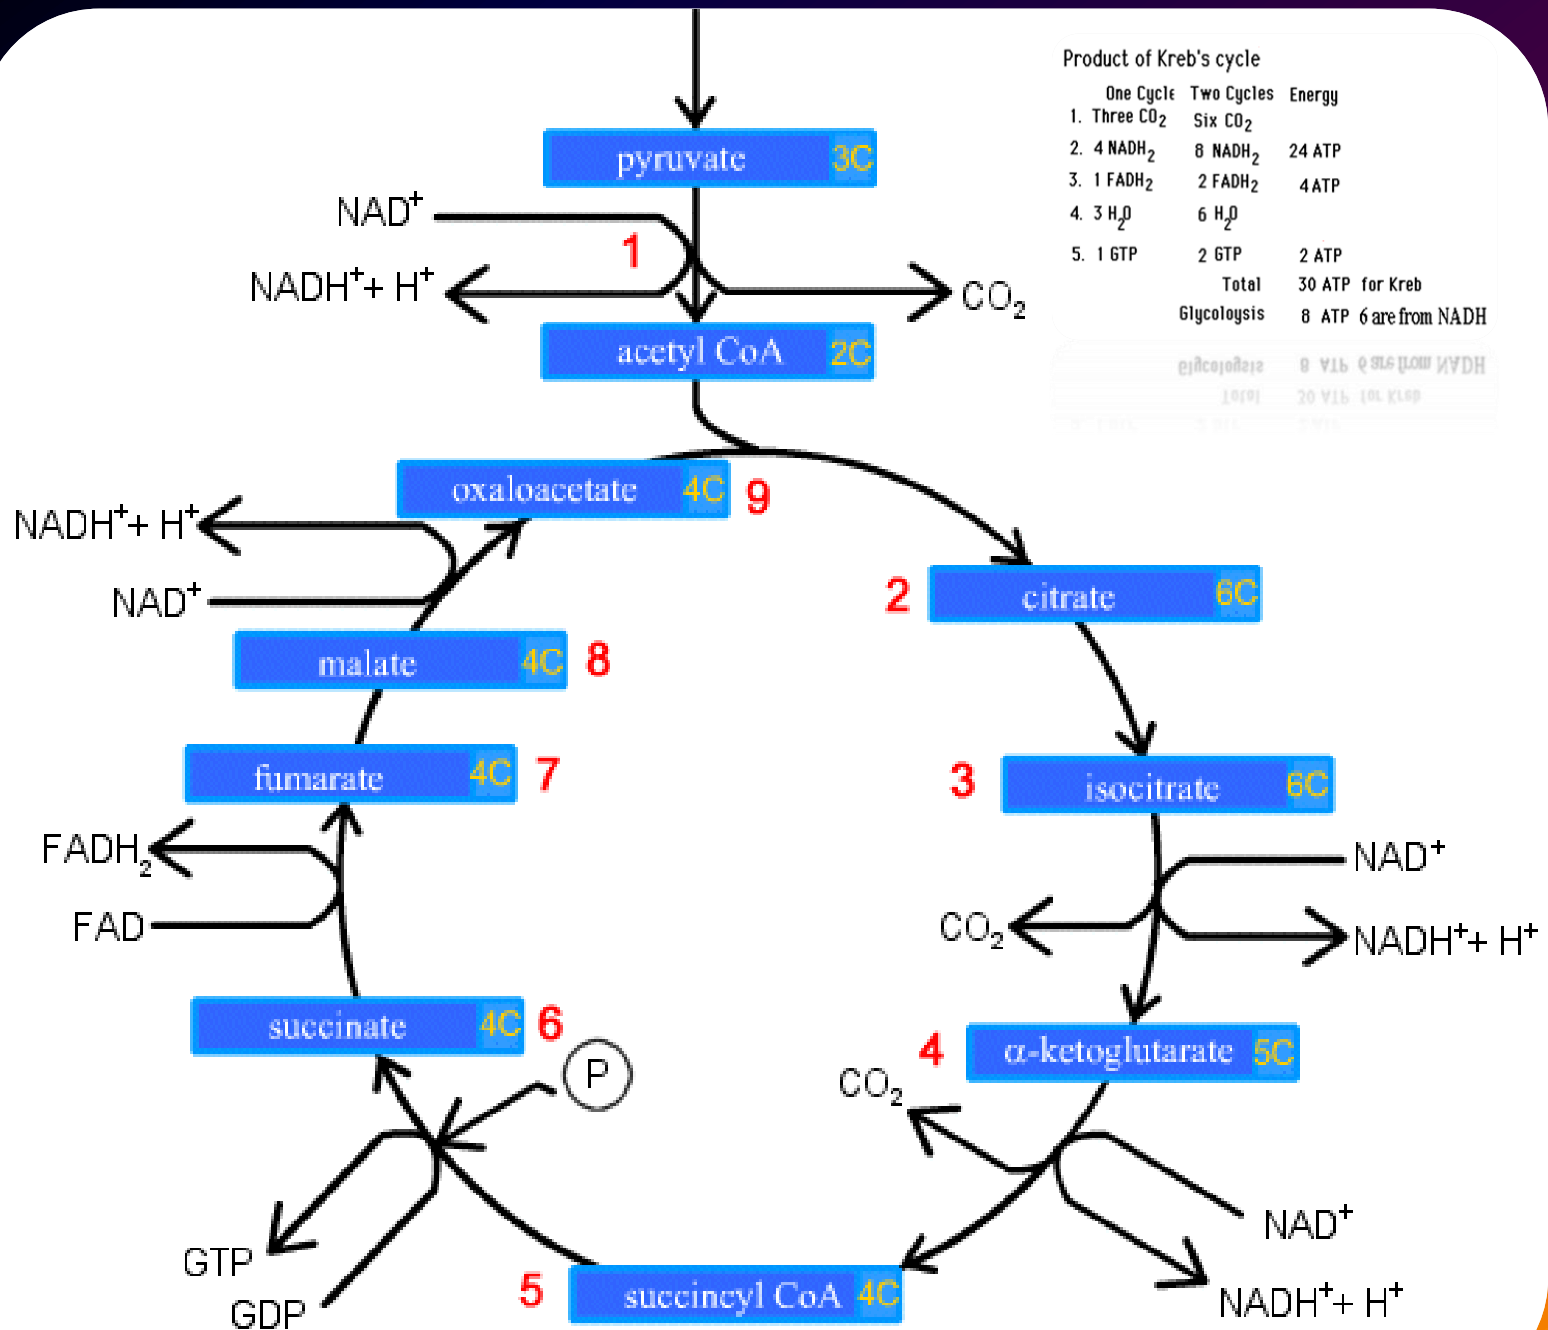 Product of Kreb's cycle
One Cycle Two Cycles Energy
1. Three CO₂ Six CO₂
2. 4 NADH₂ 8 NADH₂ 24 ATP
3. 1 FADH₂ 2 FADH₂ 4 ATP
4. 3 H₂O 6 H₂O
5. 1 GTP 2 GTP 2 ATP
Total 30 ATP for Kreb
Glycoloysis 8 ATP 6 are from NADH
pyruvate 3C
NAD⁺
1
NADH⁺+ H⁺
CO₂
acetyl CoA 2C
oxaloacetate 4C
9
NADH⁺+ H⁺
NAD⁺
2
citrate 6C
malate 4C
8
fumarate 4C
7
3
isocitrate 6C
FADH₂
FAD
NAD⁺
CO₂
NADH⁺+ H⁺
succinate 4C
6
P
4
α-ketoglutarate 5C
CO₂
NAD⁺
NADH⁺+ H⁺
GTP
GDP
5
succincyl CoA 4C